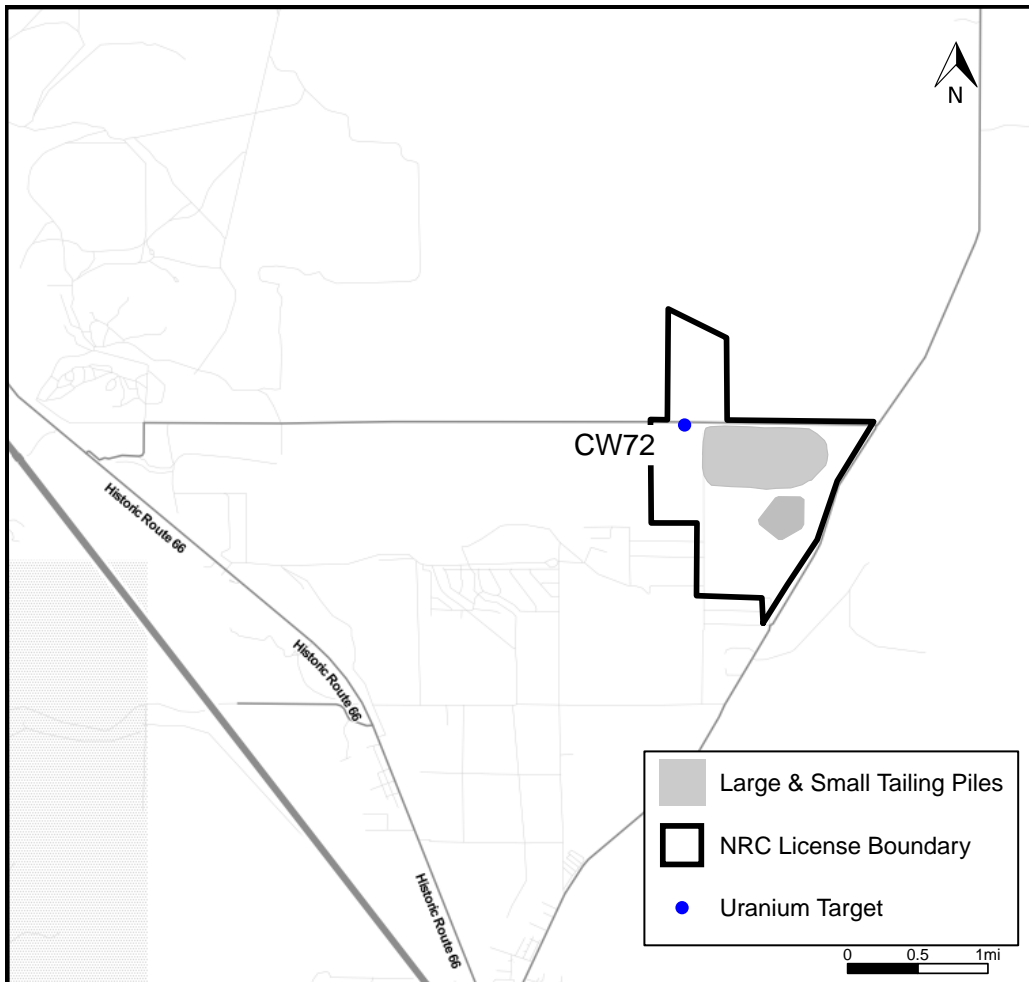 N
CW72
Historic Route 66
Historic Route 66
Historic Route 66
Large & Small Tailing Piles
NRC License Boundary
Uranium Target
0 0.5 1mi